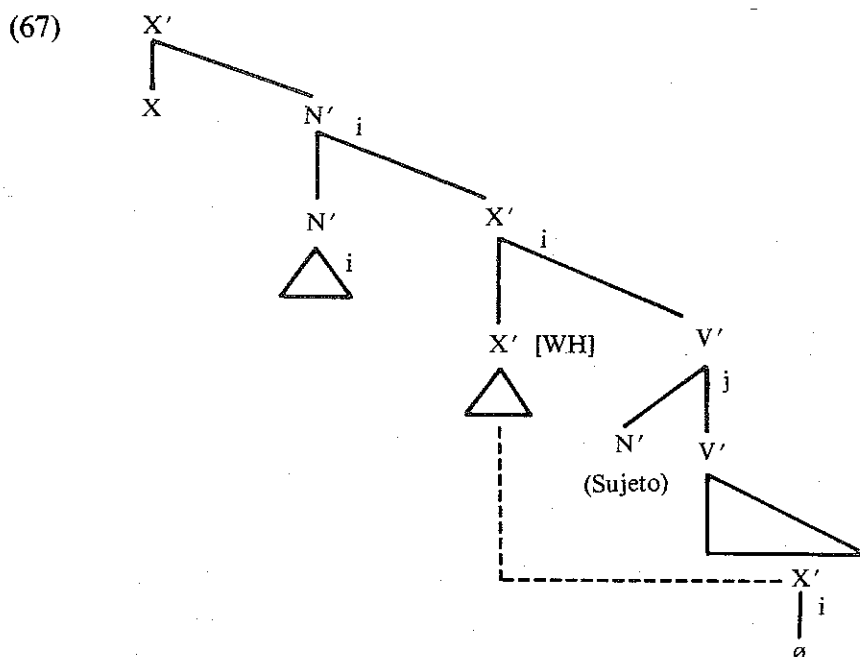 (67) X′
X N′ i
N′ X′
i i
X′ [WH] V′
j
N′ V′
(Sujeto)
X′
i
ø